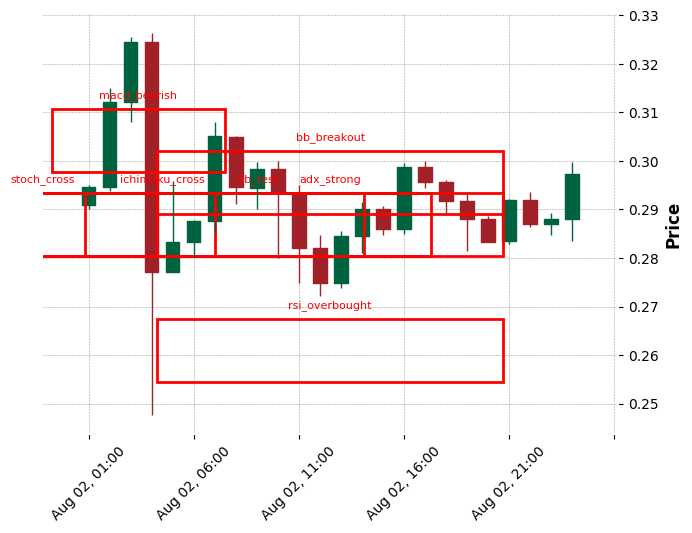 0.33
0.32
macd_bearish
0.31
bb_breakout
0.30
stoch_cross
ichimoku_cross
adx_strong
0.29
Price
0.28
rsi_overbought
0.27
0.26
0.25
Aug 02, 01:00
Aug 02, 06:00
Aug 02, 11:00
Aug 02, 16:00
Aug 02, 21:00